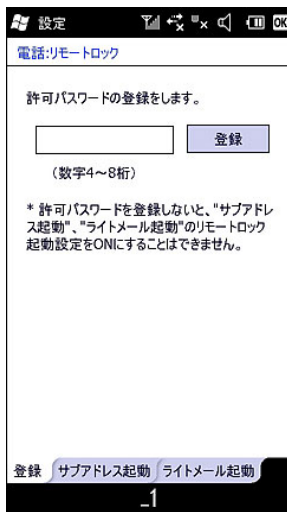 設定
OK
電話:リモートロック
許可パスワードの登録をします。
登録
（数字4～8桁）
* 許可パスワードを登録しないと、"サブアドレ
ス起動"、"ライトメール起動"のリモートロック
起動設定をONにすることはできません。
登録 サブアドレス起動 ライトメール起動
_1